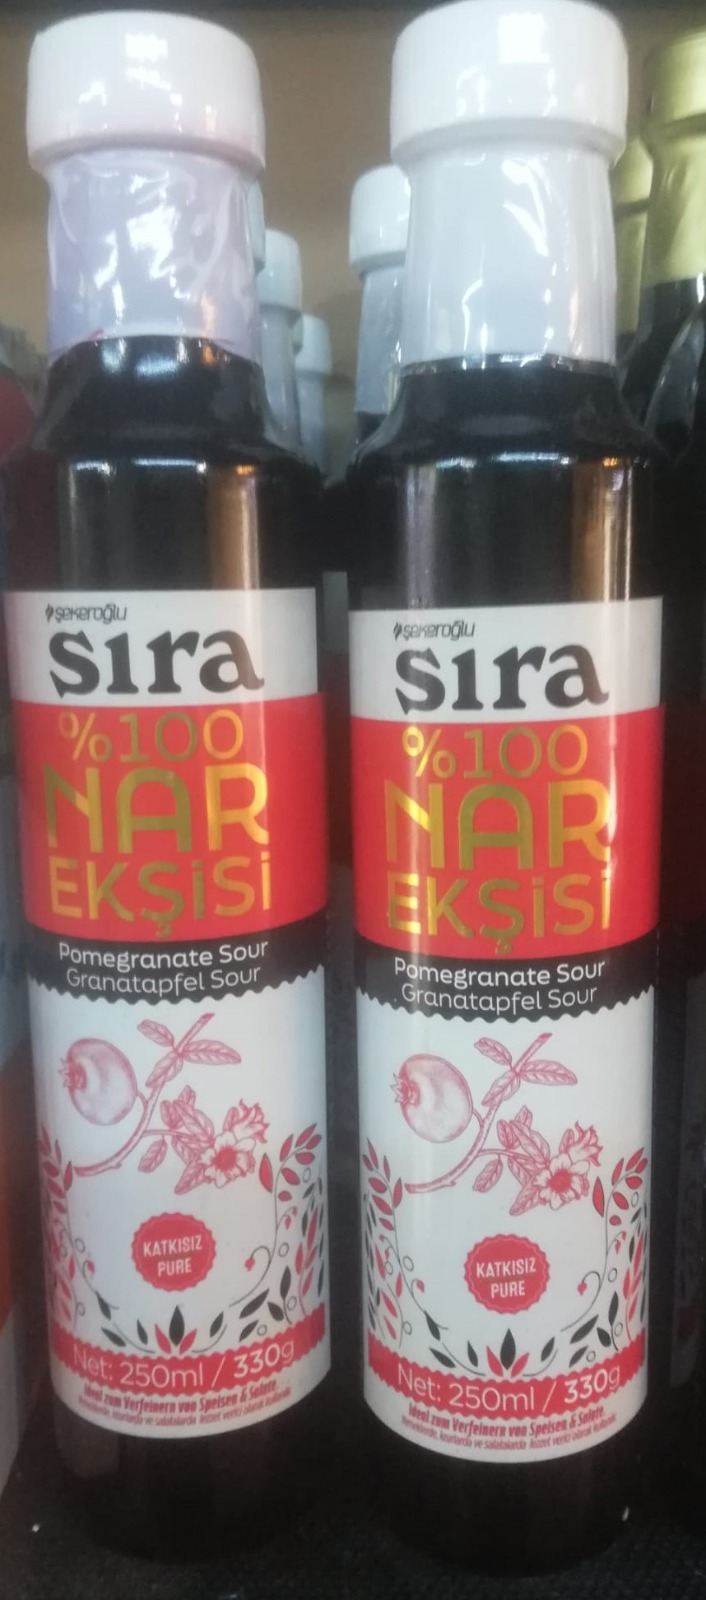 şekeroğlu
sıra
%100
NAR
EKŞİSİ
Pomegranate Sour
Granatapfel Sour
KATKISIZ
PURE
Net: 250ml / 330g
Ideal zum Verfeinern von Speisen & Salate.
şekeroğlu
sıra
%100
NAR
EKŞİSİ
Pomegranate Sour
Granatapfel Sour
KATKISIZ
PURE
Net: 250ml / 330g
Ideal zum Verfeinern von Speisen & Salate.